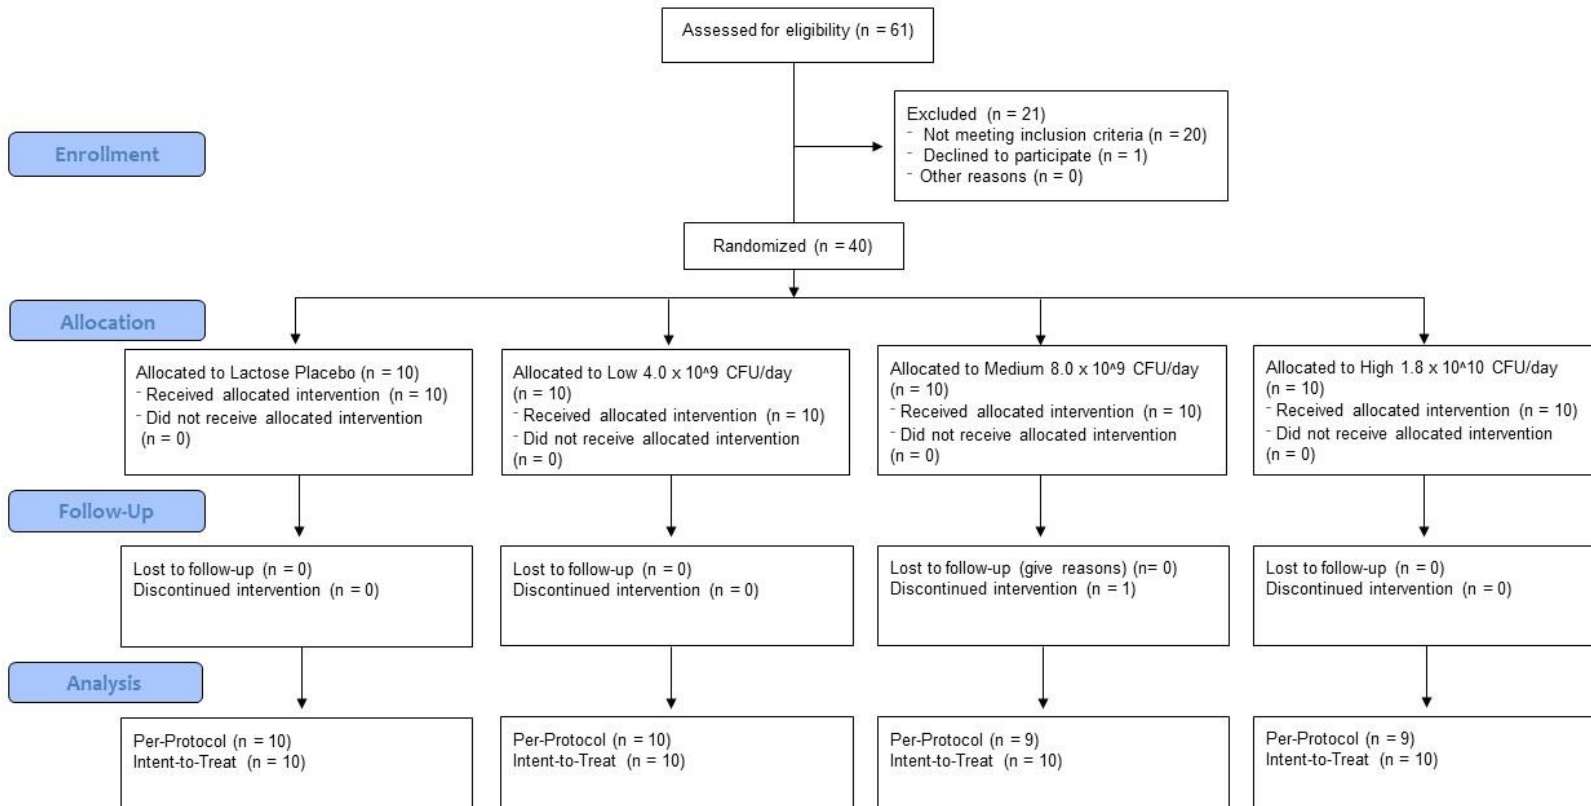 Assessed for eligibility (n = 61)
Enrollment
Excluded (n = 21)
- Not meeting inclusion criteria (n = 20)
- Declined to participate (n = 1)
- Other reasons (n = 0)
Randomized (n = 40)
Allocation
Allocated to Lactose Placebo (n = 10)
- Received allocated intervention (n = 10)
- Did not receive allocated intervention
(n = 0)
Allocated to Low 4.0 x 10^9 CFU/day
(n = 10)
- Received allocated intervention (n = 10)
- Did not receive allocated intervention
(n = 0)
Allocated to Medium 8.0 x 10^9 CFU/day
(n = 10)
- Received allocated intervention (n = 10)
- Did not receive allocated intervention
(n = 0)
Allocated to High 1.8 x 10^10 CFU/day
(n = 10)
- Received allocated intervention (n = 10)
- Did not receive allocated intervention
(n = 0)
Follow-Up
Lost to follow-up (n = 0)
Discontinued intervention (n = 0)
Lost to follow-up (n = 0)
Discontinued intervention (n = 0)
Lost to follow-up (give reasons) (n= 0)
Discontinued intervention (n = 1)
Lost to follow-up (n = 0)
Discontinued intervention (n = 0)
Analysis
Per-Protocol (n = 10)
Intent-to-Treat (n = 10)
Per-Protocol (n = 10)
Intent-to-Treat (n = 10)
Per-Protocol (n = 9)
Intent-to-Treat (n = 10)
Per-Protocol (n = 9)
Intent-to-Treat (n = 10)